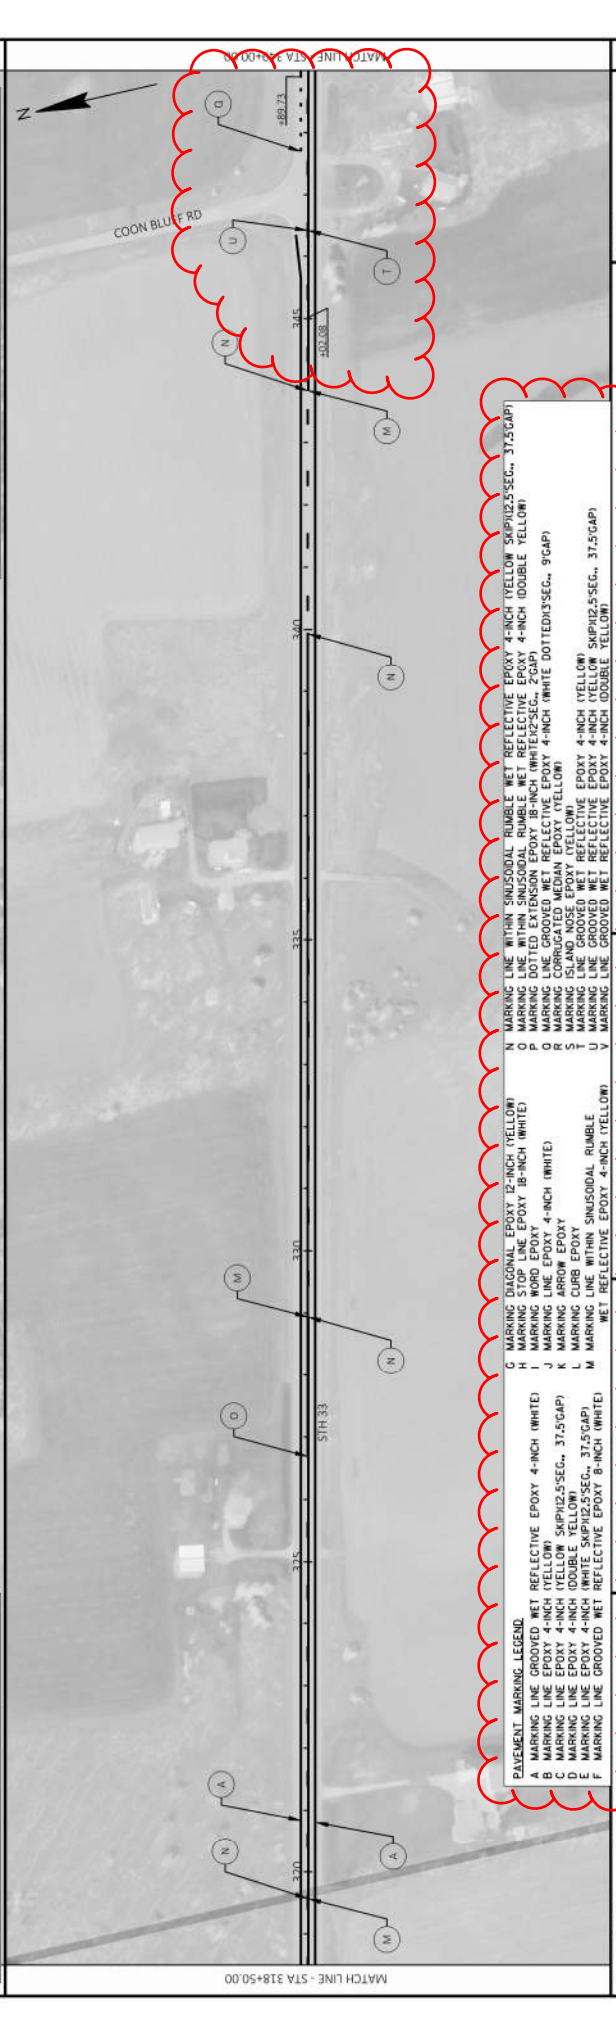 MATCH LINE - STA 349+00.00
N
Q
+89.73
COON BLUFF RD
U
T
345
+02.08
N
M
340
N
335
330
M
N
O
STH 33
325
A
A
320
N
M
MATCH LINE - STA 318+50.00
PAVEMENT MARKING LEGEND
A MARKING LINE GROOVED WET REFLECTIVE EPOXY 4-INCH (WHITE)
B MARKING LINE EPOXY 4-INCH (YELLOW)
C MARKING LINE EPOXY 4-INCH (YELLOW SKIP)(12.5'SEG., 37.5'GAP)
D MARKING LINE EPOXY 4-INCH (DOUBLE YELLOW)
E MARKING LINE EPOXY 4-INCH (WHITE SKIP)(12.5'SEG., 37.5'GAP)
F MARKING LINE GROOVED WET REFLECTIVE EPOXY 8-INCH (WHITE)
G MARKING DIAGONAL EPOXY 12-INCH (YELLOW)
H MARKING STOP LINE EPOXY 18-INCH (WHITE)
I MARKING WORD EPOXY
J MARKING LINE EPOXY 4-INCH (WHITE)
K MARKING ARROW EPOXY
L MARKING CURB EPOXY
M MARKING LINE WITHIN SINUSOIDAL RUMBLE
WET REFLECTIVE EPOXY 4-INCH (YELLOW)
N MARKING LINE WITHIN SINUSOIDAL RUMBLE WET REFLECTIVE EPOXY 4-INCH (YELLOW SKIP)(12.5'SEG., 37.5'GAP)
O MARKING LINE WITHIN SINUSOIDAL RUMBLE WET REFLECTIVE EPOXY 4-INCH (DOUBLE YELLOW)
P MARKING DOTTED EXTENSION EPOXY 18-INCH (WHITE)(2'SEG., 2'GAP)
Q MARKING LINE GROOVED WET REFLECTIVE EPOXY 4-INCH (WHITE DOTTED)(3'SEG., 9'GAP)
R MARKING CORRUGATED MEDIAN EPOXY (YELLOW)
S MARKING ISLAND NOSE EPOXY (YELLOW)
T MARKING LINE GROOVED WET REFLECTIVE EPOXY 4-INCH (YELLOW)
U MARKING LINE GROOVED WET REFLECTIVE EPOXY 4-INCH (YELLOW SKIP)(12.5'SEG., 37.5'GAP)
V MARKING LINE GROOVED WET REFLECTIVE EPOXY 4-INCH (DOUBLE YELLOW)